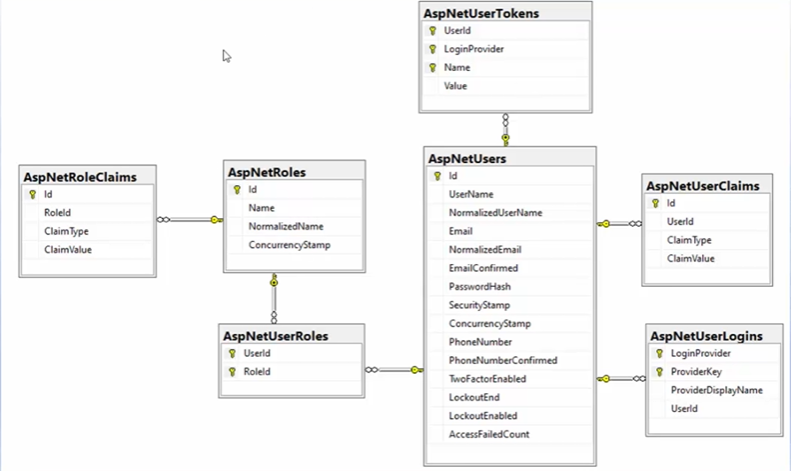 AspNetUserTokens
UserId
LoginProvider
Name
Value
AspNetRoleClaims
Id
RoleId
ClaimType
ClaimValue
AspNetRoles
Id
Name
NormalizedName
ConcurrencyStamp
AspNetUserRoles
UserId
RoleId
AspNetUsers
Id
UserName
NormalizedUserName
Email
NormalizedEmail
EmailConfirmed
PasswordHash
SecurityStamp
ConcurrencyStamp
PhoneNumber
PhoneNumberConfirmed
TwoFactorEnabled
LockoutEnd
LockoutEnabled
AccessFailedCount
AspNetUserClaims
Id
UserId
ClaimType
ClaimValue
AspNetUserLogins
LoginProvider
ProviderKey
ProviderDisplayName
UserId